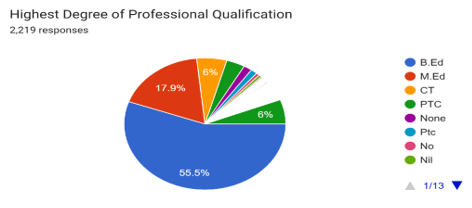 Highest Degree of Professional Qualification
2,219 responses
6%
17.9%
6%
55.5%
B.Ed
M.Ed
CT
PTC
None
Ptc
No
Nil
1/13